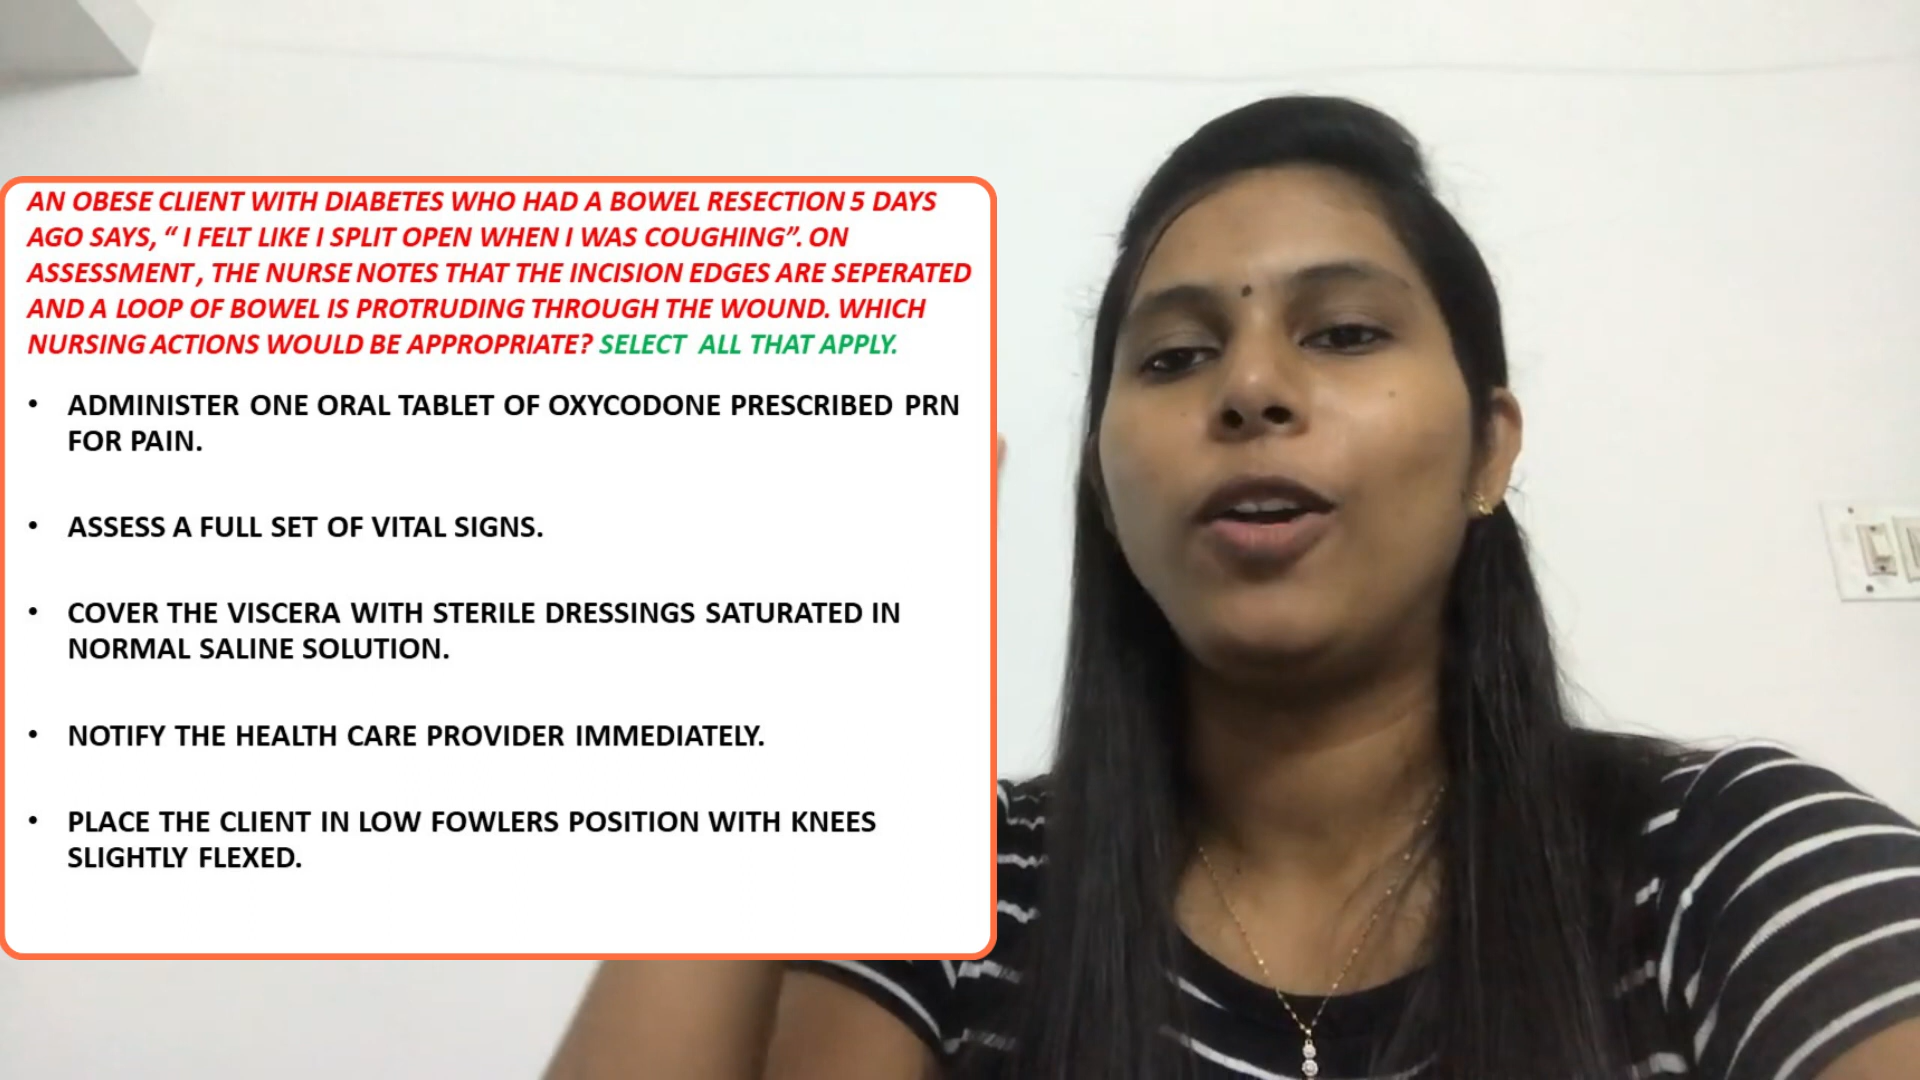 AN OBESE CLIENT WITH DIABETES WHO HAD A BOWEL RESECTION 5 DAYS
AGO SAYS, “ I FELT LIKE I SPLIT OPEN WHEN I WAS COUGHING”. ON
ASSESSMENT , THE NURSE NOTES THAT THE INCISION EDGES ARE SEPERATED
AND A LOOP OF BOWEL IS PROTRUDING THROUGH THE WOUND. WHICH
NURSING ACTIONS WOULD BE APPROPRIATE? SELECT ALL THAT APPLY.
• ADMINISTER ONE ORAL TABLET OF OXYCODONE PRESCRIBED PRN
FOR PAIN.
• ASSESS A FULL SET OF VITAL SIGNS.
• COVER THE VISCERA WITH STERILE DRESSINGS SATURATED IN
NORMAL SALINE SOLUTION.
• NOTIFY THE HEALTH CARE PROVIDER IMMEDIATELY.
• PLACE THE CLIENT IN LOW FOWLERS POSITION WITH KNEES
SLIGHTLY FLEXED.